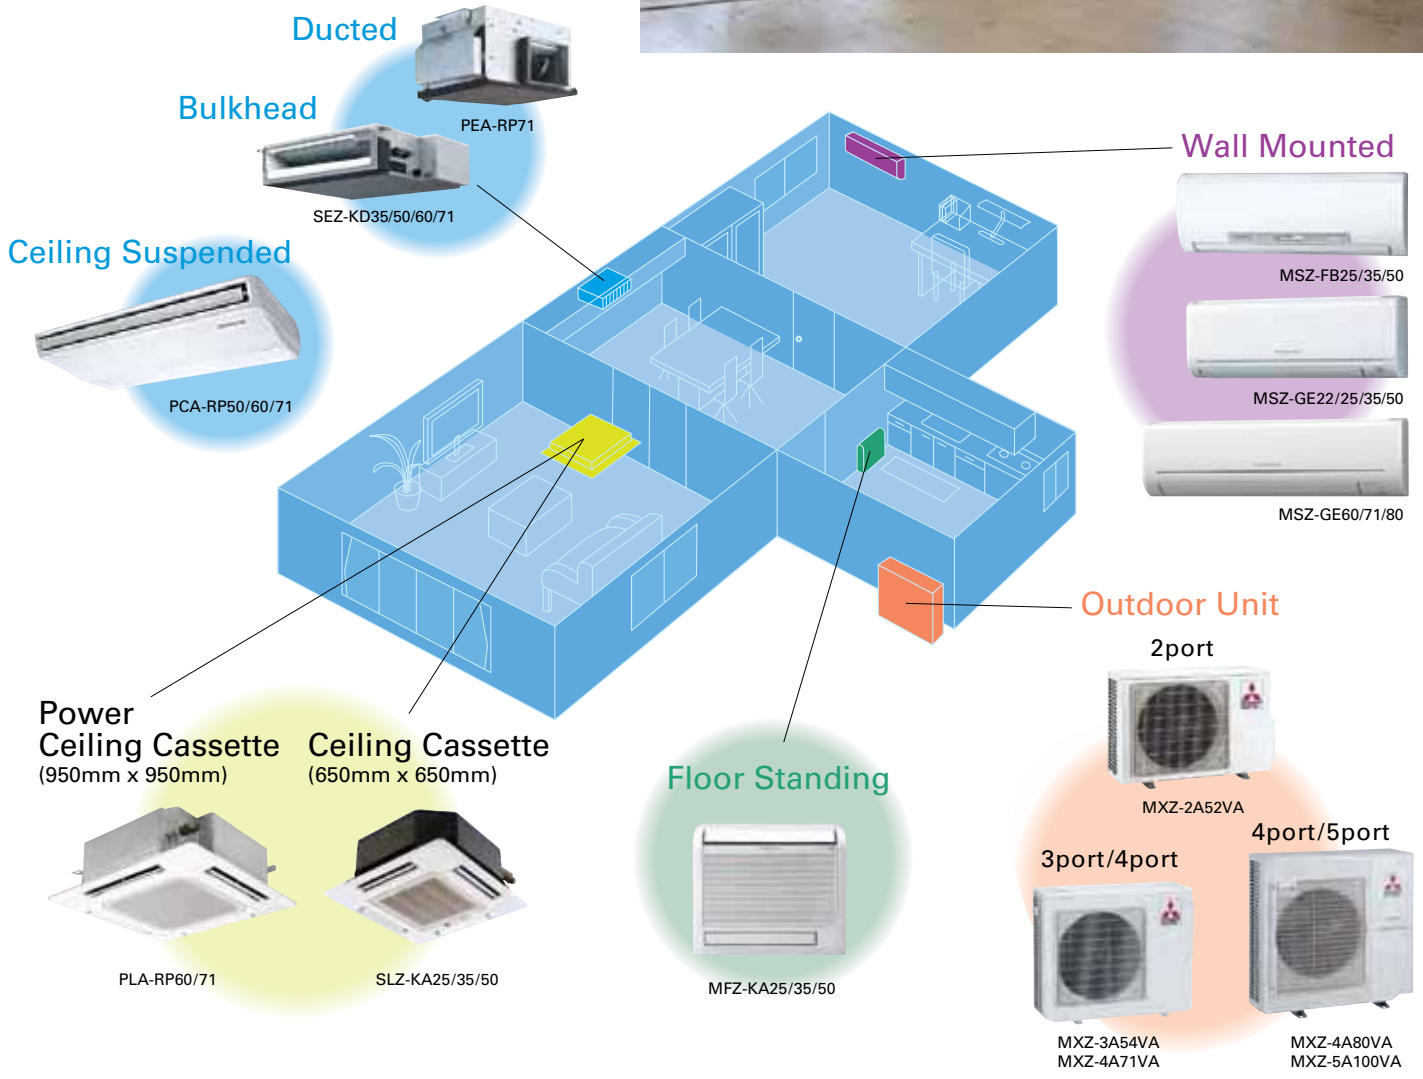 Ducted
PEA-RP71
Bulkhead
SEZ-KD35/50/60/71
Ceiling Suspended
PCA-RP50/60/71
Wall Mounted
MSZ-FB25/35/50
MSZ-GE22/25/35/50
MSZ-GE60/71/80
Outdoor Unit
2port
MXZ-2A52VA
3port/4port
MXZ-3A54VA
MXZ-4A71VA
4port/5port
MXZ-4A80VA
MXZ-5A100VA
Power
Ceiling Cassette
(950mm x 950mm)
PLA-RP60/71
Ceiling Cassette
(650mm x 650mm)
SLZ-KA25/35/50
Floor Standing
MFZ-KA25/35/50